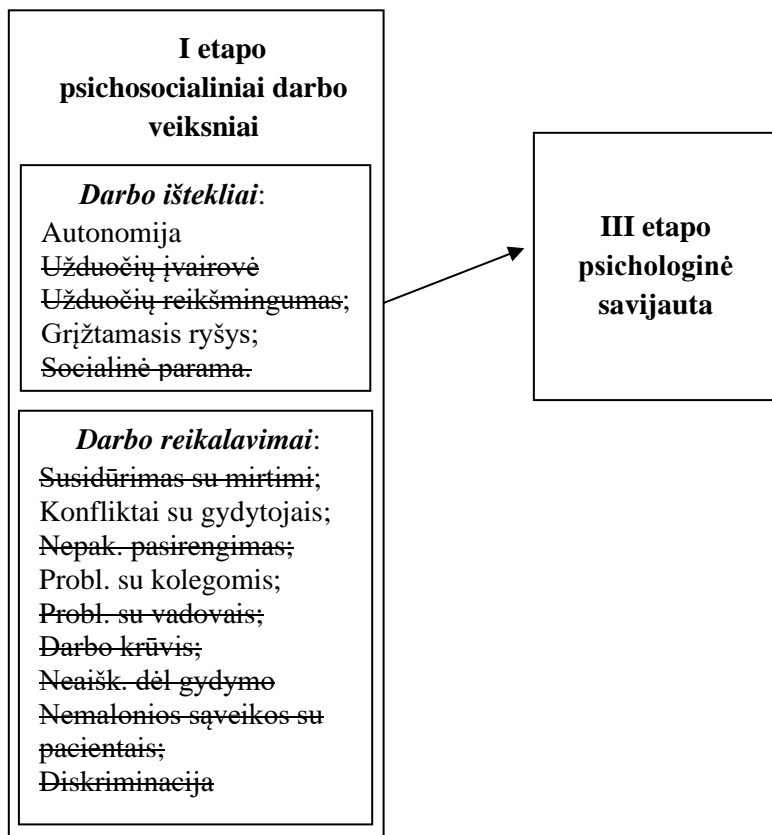 I etapo
psichosocialiniai darbo
veiksniai
Darbo ištekliai:
Autonomija
Užduočių įvairovė
Užduočių reikšmingumas;
Grįžtamasis ryšys;
Socialinė parama.
Darbo reikalavimai:
Susidūrimas su mirtimi;
Konfliktai su gydytojais;
Nepak. pasirengimas;
Probl. su kolegomis;
Probl. su vadovais;
Darbo krūvis;
Neaišk. dėl gydymo
Nemalonios sąveikos su
pacientais;
Diskriminacija
III etapo
psichologinė
savijauta